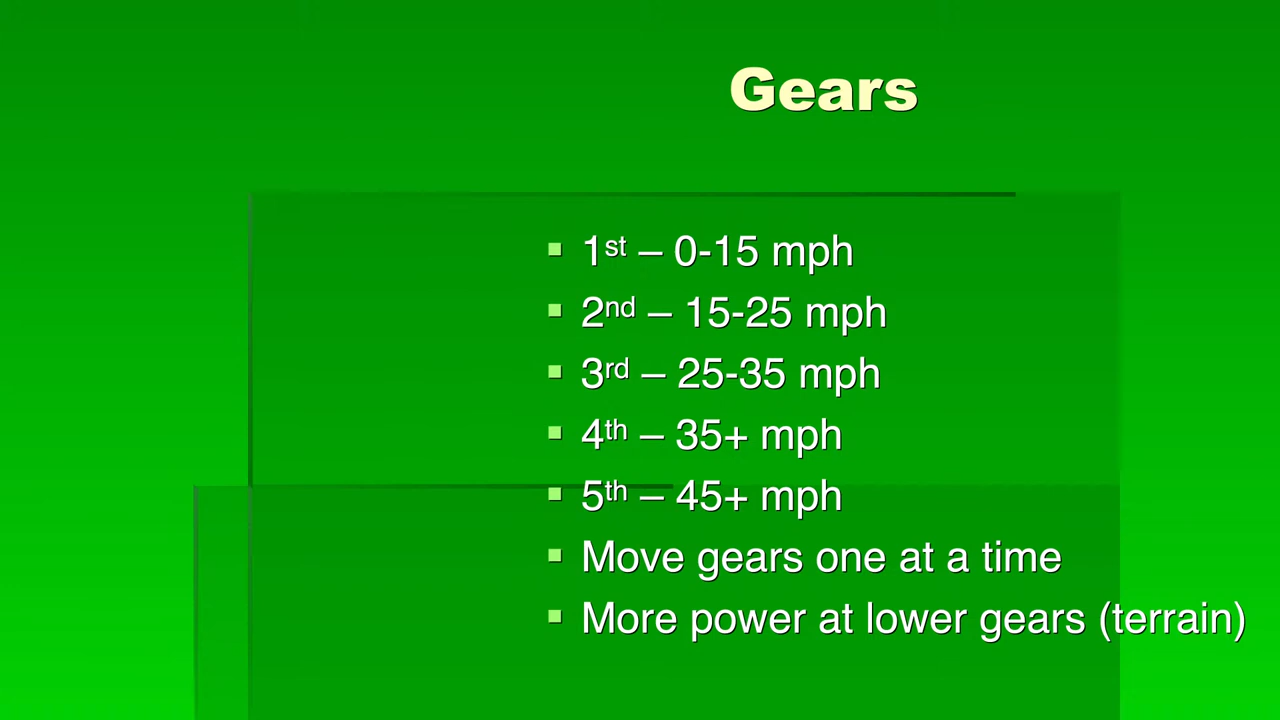 Gears
▪ 1st – 0-15 mph
▪ 2nd – 15-25 mph
▪ 3rd – 25-35 mph
▪ 4th – 35+ mph
▪ 5th – 45+ mph
▪ Move gears one at a time
▪ More power at lower gears (terrain)